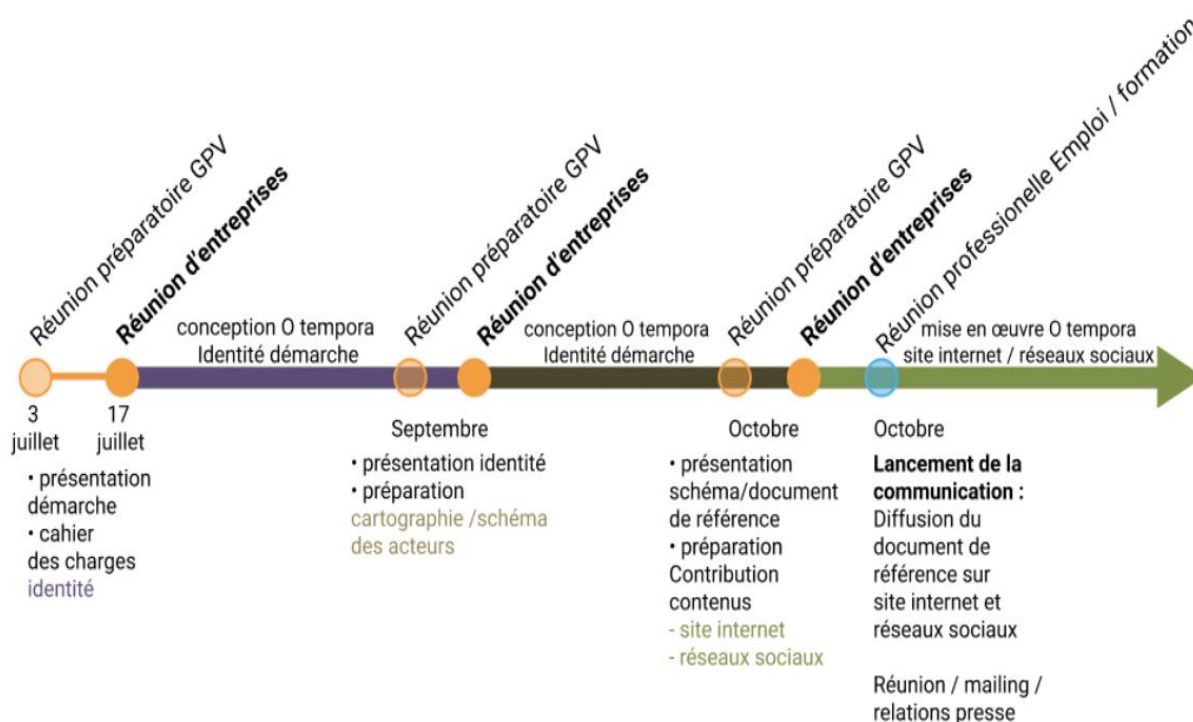 Réunion préparatoire GPV
Réunion d'entreprises
Réunion préparatoire GPV
Réunion d'entreprises
Réunion préparatoire GPV
Réunion d'entreprises
Réunion professionelle Emploi / formation
conception O tempora
Identité démarche
conception O tempora
Identité démarche
mise en œuvre O tempora
site internet / réseaux sociaux
3
juillet
17
juillet
• présentation
démarche
• cahier
des charges
identité
Septembre
• présentation identité
• préparation
cartographie /schéma
des acteurs
Octobre
• présentation
schéma/document
de référence
• préparation
Contribution
contenus
- site internet
- réseaux sociaux
Octobre
Lancement de la
communication :
Diffusion du
document de
référence sur
site internet et
réseaux sociaux
Réunion / mailing /
relations presse